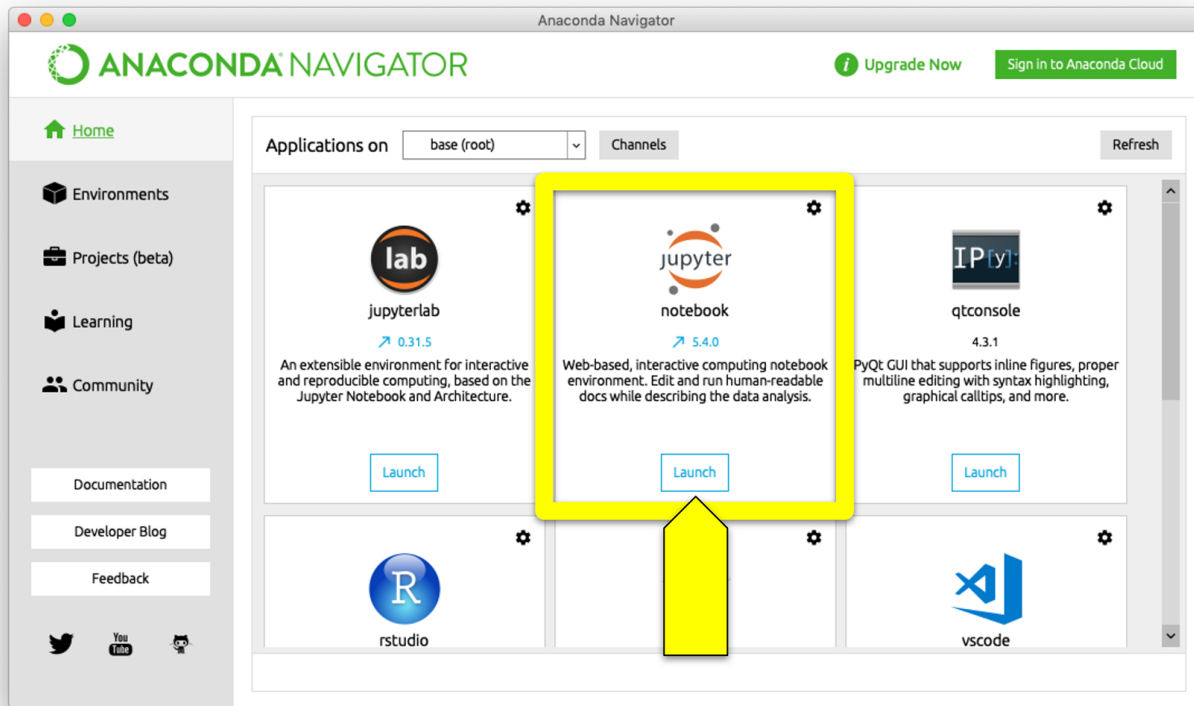 Anaconda Navigator
ANACONDA NAVIGATOR
i Upgrade Now
Sign in to Anaconda Cloud
Home
Environments
Projects (beta)
Learning
Community
Documentation
Developer Blog
Feedback
You
Tube
Applications on
base (root)
Channels
Refresh
lab
jupyterlab
0.31.5
An extensible environment for interactive
and reproducible computing, based on the
Jupyter Notebook and Architecture.
Launch
jupyter
notebook
5.4.0
Web-based, interactive computing notebook
environment. Edit and run human-readable
docs while describing the data analysis.
Launch
IP[y]:
qtconsole
4.3.1
PyQt GUI that supports inline figures, proper
multiline editing with syntax highlighting,
graphical calltips, and more.
Launch
R
rstudio
vscode